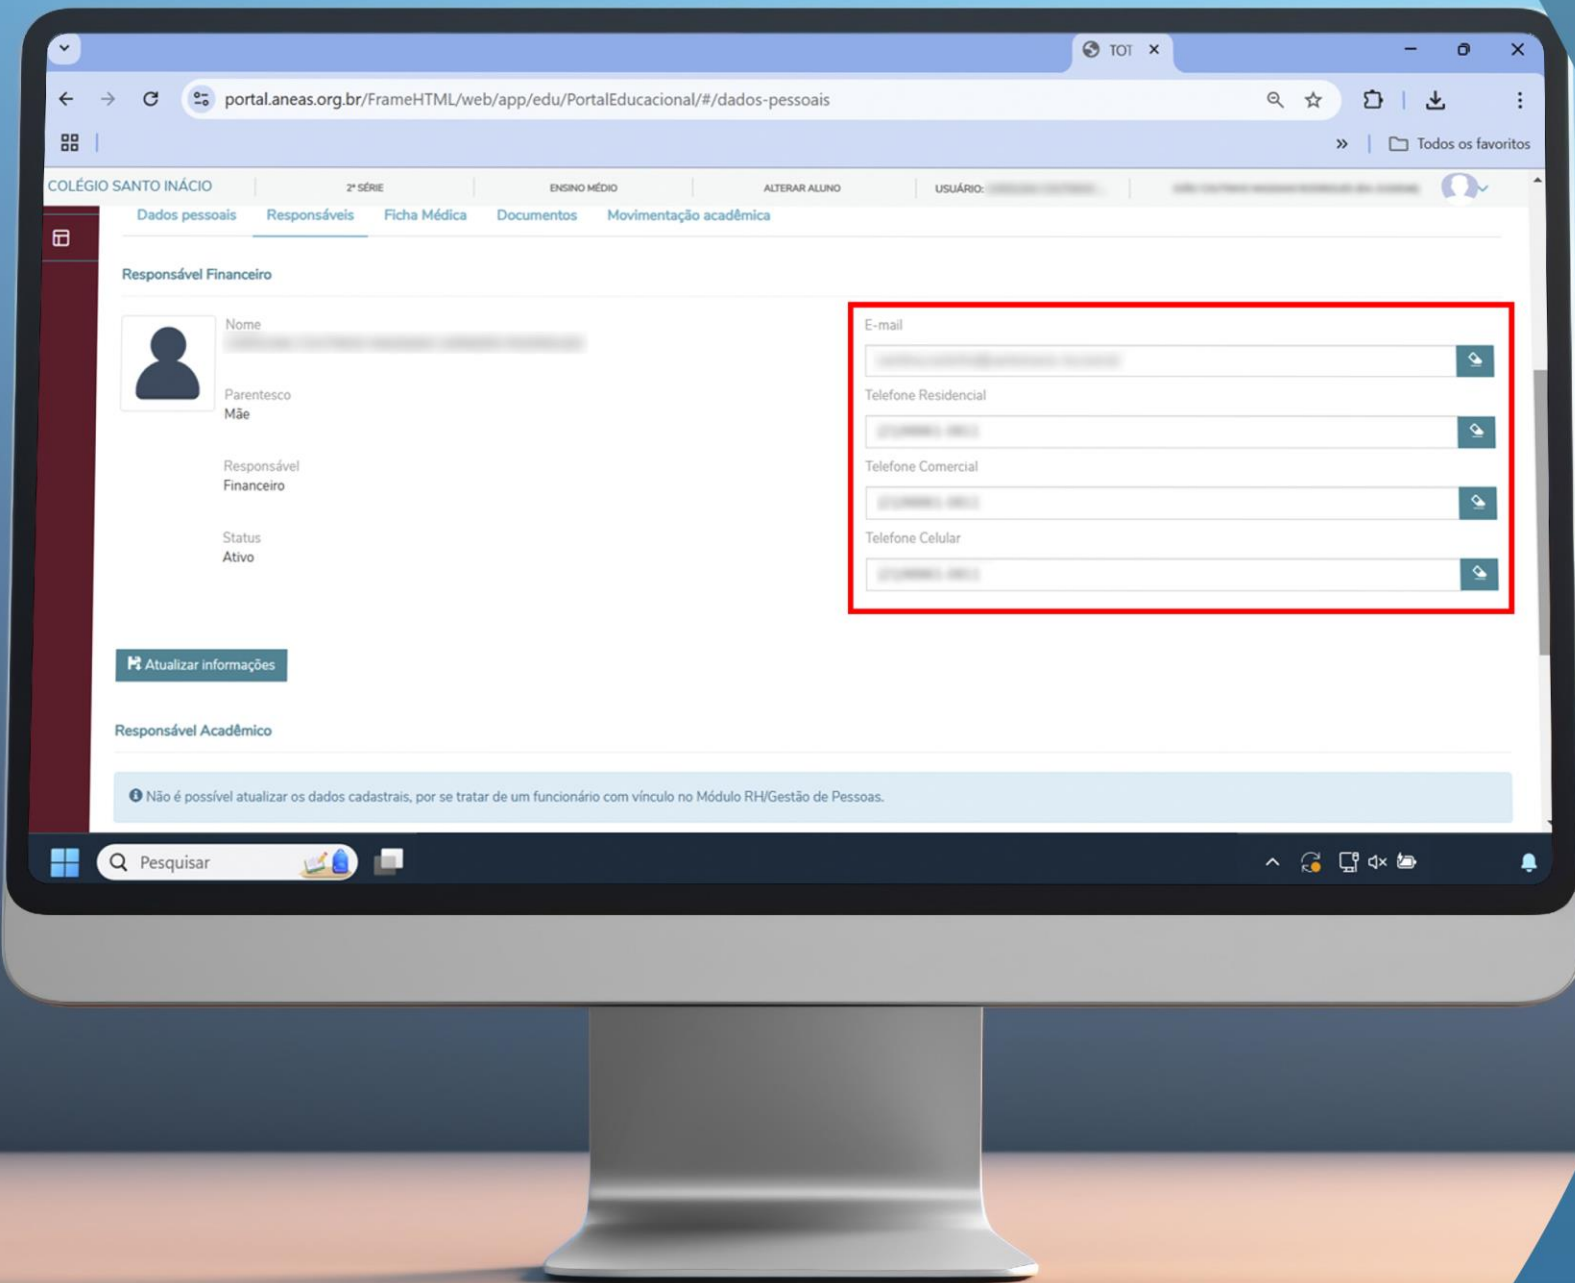 TOT
portal.aneas.org.br/FrameHTML/web/app/edu/PortalEducacional/#/dados-pessoais
Todos os favoritos
COLÉGIO SANTO INÁCIO 2ª SÉRIE ENSINO MÉDIO ALTERAR ALUNO USUÁRIO:
Dados pessoais Responsáveis Ficha Médica Documentos Movimentação acadêmica
Responsável Financeiro
Nome
Parentesco
Mãe
Responsável
Financeiro
Status
Ativo
E-mail
Telefone Residencial
Telefone Comercial
Telefone Celular
Atualizar informações
Responsável Acadêmico
Não é possível atualizar os dados cadastrais, por se tratar de um funcionário com vínculo no Módulo RH/Gestão de Pessoas.
Pesquisar